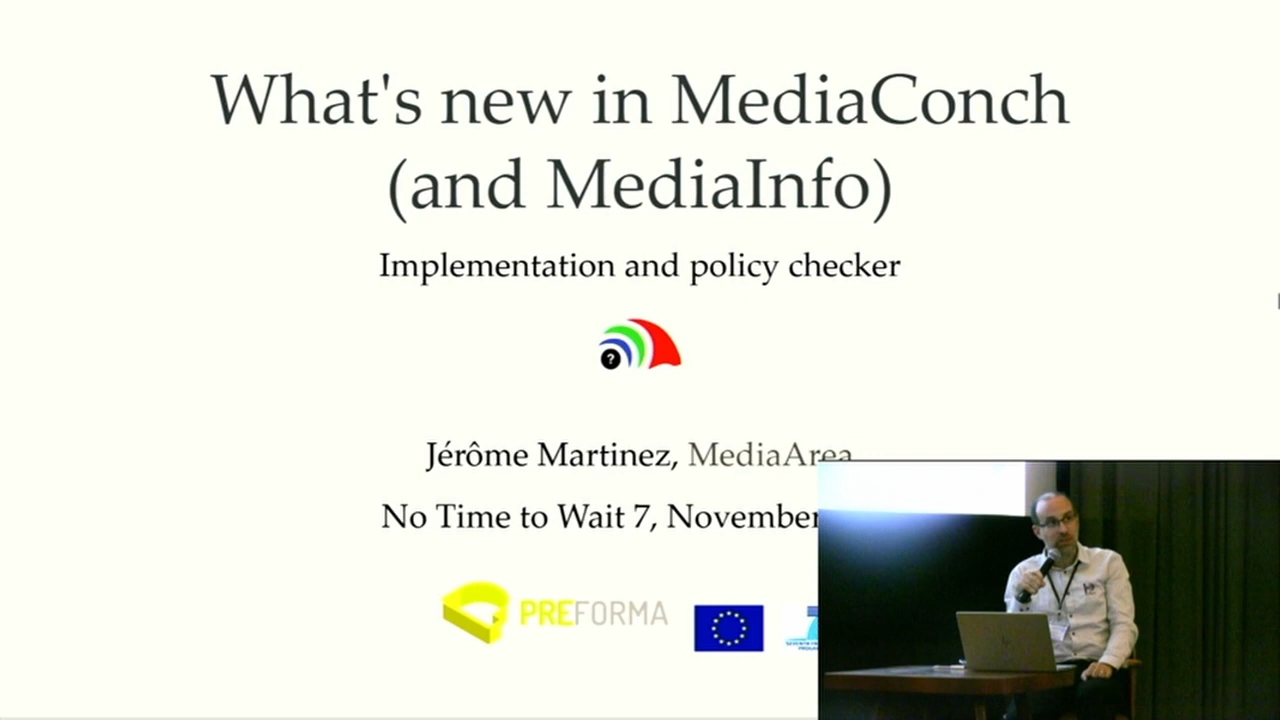 What's new in MediaConch
(and MediaInfo)
Implementation and policy checker
?
Jérôme Martinez, MediaArea
No Time to Wait 7, November
PREFORMA